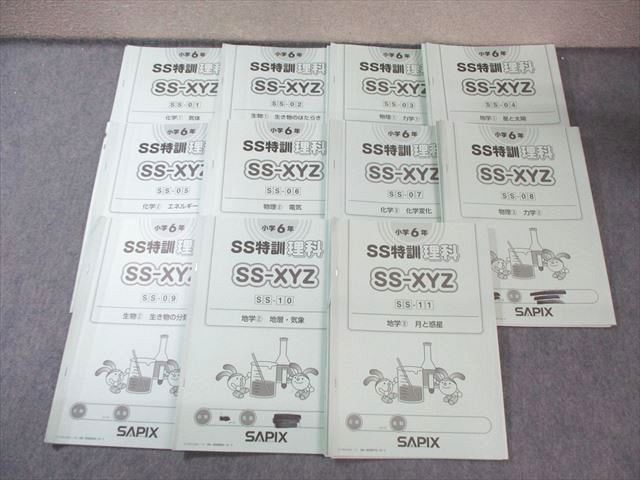 小学6年
SS特訓理科
SS-XYZ
SS-01
化学① 気体
小学6年
SS特訓理科
SS-XYZ
SS-02
生物① 生き物のはたらき
小学6年
SS特訓理科
SS-XYZ
SS-03
物理① 力学①
小学6年
SS特訓理科
SS-XYZ
SS-04
地学① 星と太陽
小学6年
SS特訓理科
SS-XYZ
SS-05
化学② エネルギー
小学6年
SS特訓理科
SS-XYZ
SS-06
物理② 電気
小学6年
SS特訓理科
SS-XYZ
SS-07
化学③ 化学変化
小学6年
SS特訓理科
SS-XYZ
SS-08
物理③ 力学②
SAPIX
小学6年
SS特訓理科
SS-XYZ
SS-09
生物② 生き物の分類
SAPIX
小学6年
SS特訓理科
SS-XYZ
SS-10
地学② 地層・気象
SAPIX
小学6年
SS特訓理科
SS-XYZ
SS-11
地学③ 月と惑星
SAPIX